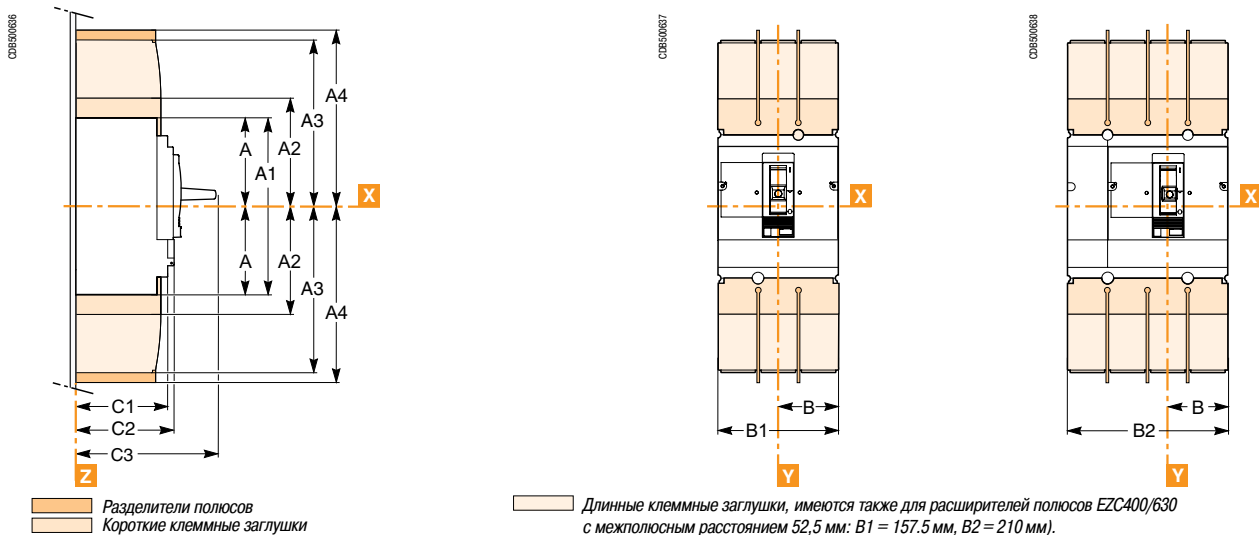 CDB500636
CDB500637
CDB500638
A4
A3
A2
A
A1
X
A
A2
A3
A4
C1
C2
C3
Z
X
B
B1
Y
X
B
B2
Y
Разделители полюсов
Короткие клеммные заглушки
Длинные клеммные заглушки, имеются также для расширителей полюсов EZC400/630
с межполюсным расстоянием 52,5 мм: B1 = 157.5 мм, B2 = 210 мм).